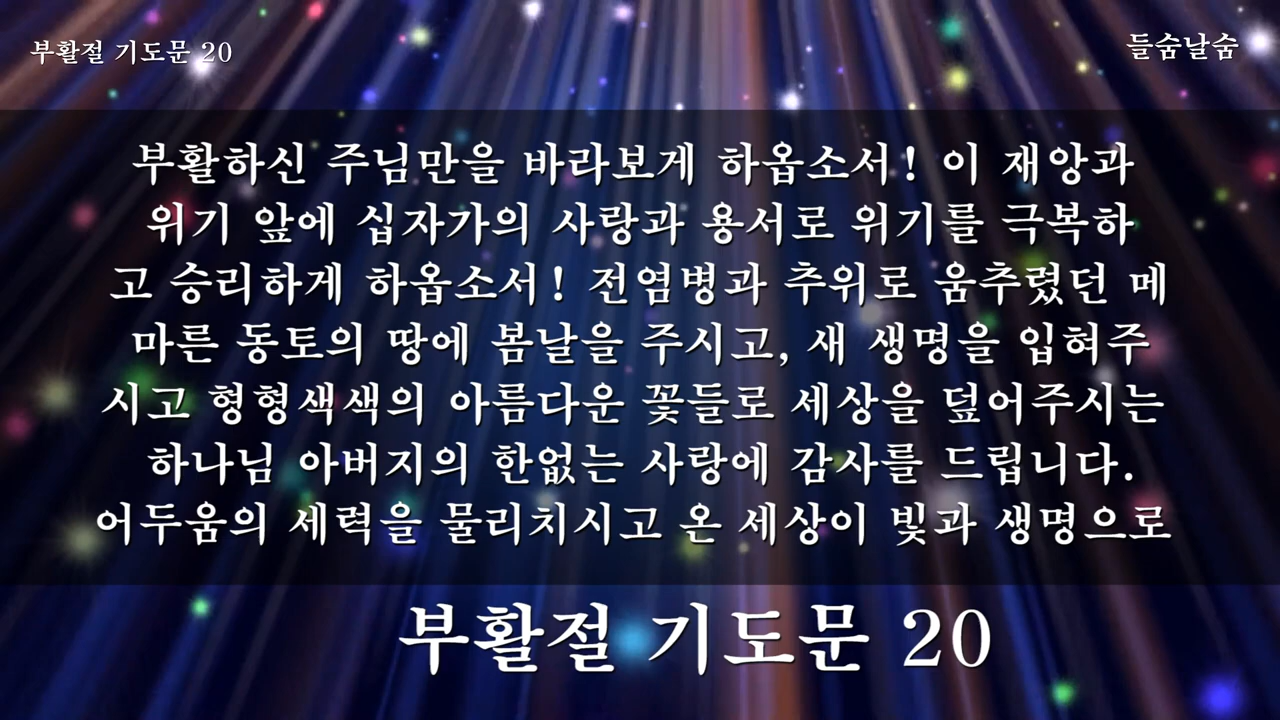 부활절 기도문 20
들숨날숨
부활하신 주님만을 바라보게 하옵소서! 이 재앙과
위기 앞에 십자가의 사랑과 용서로 위기를 극복하
고 승리하게 하옵소서! 전염병과 추위로 움추렸던 메
마른 동토의 땅에 봄날을 주시고, 새 생명을 입혀주
시고 형형색색의 아름다운 꽃들로 세상을 덮어주시는
하나님 아버지의 한없는 사랑에 감사를 드립니다.
어두움의 세력을 물리치시고 온 세상이 빛과 생명으로
부활절 기도문 20